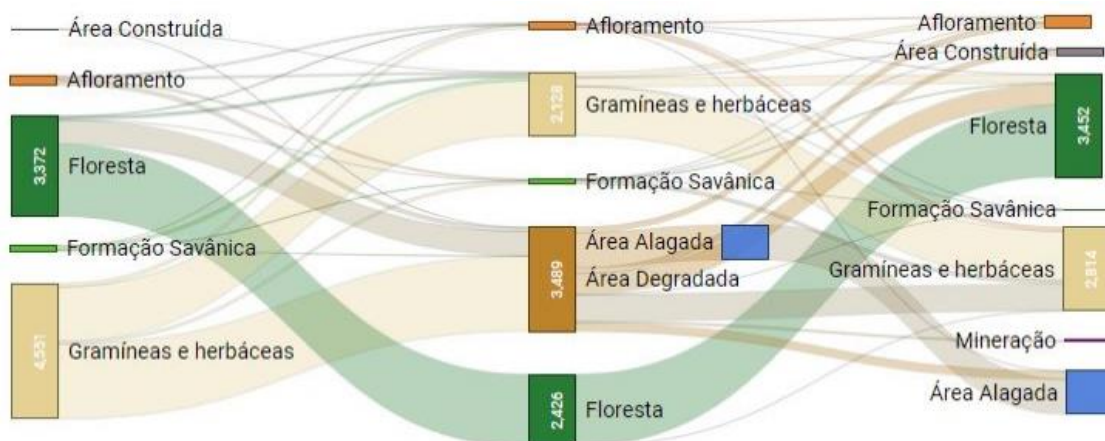 Área Construída
Afloramento
3,372
Floresta
Formação Savânica
4,551
Gramíneas e herbáceas
Afloramento
2,128
Gramíneas e herbáceas
Formação Savânica
3,489
Área Alagada
Área Degradada
2,426
Floresta
Afloramento
Área Construída
Floresta
3,452
Formação Savânica
Gramíneas e herbáceas
2,814
Mineração
Área Alagada